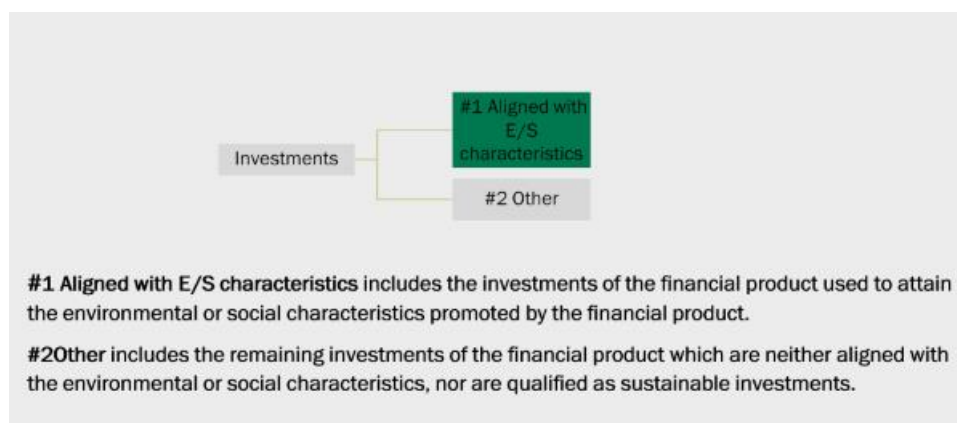 #1 Aligned with
E/S
characteristics
Investments
#2 Other
#1 Aligned with E/S characteristics includes the investments of the financial product used to attain
the environmental or social characteristics promoted by the financial product.
#2Other includes the remaining investments of the financial product which are neither aligned with
the environmental or social characteristics, nor are qualified as sustainable investments.